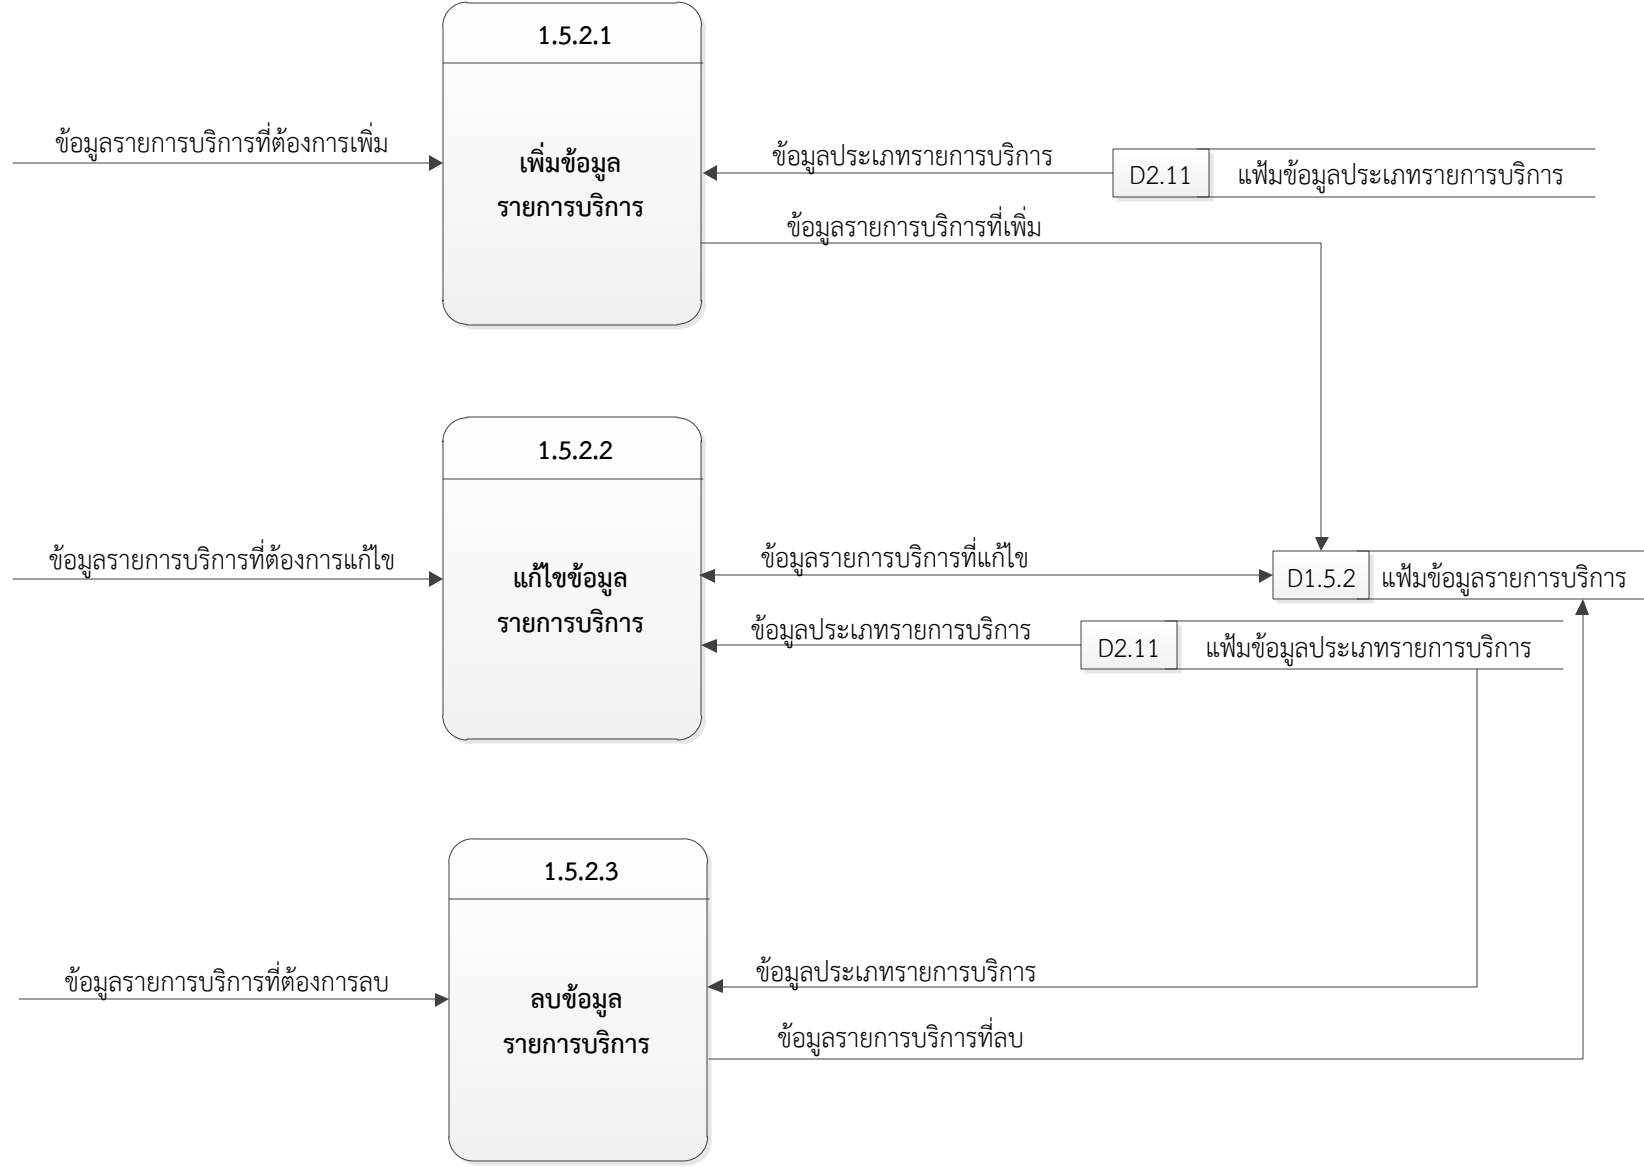 1.5.2.1
ข้อมูลรายการบริการที่ต้องการเพิ่ม
เพิ่มข้อมูล
รายการบริการ
ข้อมูลประเภทรายการบริการ
D2.11 แฟ้มข้อมูลประเภทรายการบริการ
ข้อมูลรายการบริการที่เพิ่ม
1.5.2.2
ข้อมูลรายการบริการที่ต้องการแก้ไข
แก้ไขข้อมูล
รายการบริการ
ข้อมูลรายการบริการที่แก้ไข
D1.5.2 แฟ้มข้อมูลรายการบริการ
ข้อมูลประเภทรายการบริการ
D2.11 แฟ้มข้อมูลประเภทรายการบริการ
1.5.2.3
ข้อมูลรายการบริการที่ต้องการลบ
ลบข้อมูล
รายการบริการ
ข้อมูลประเภทรายการบริการ
ข้อมูลรายการบริการที่ลบ